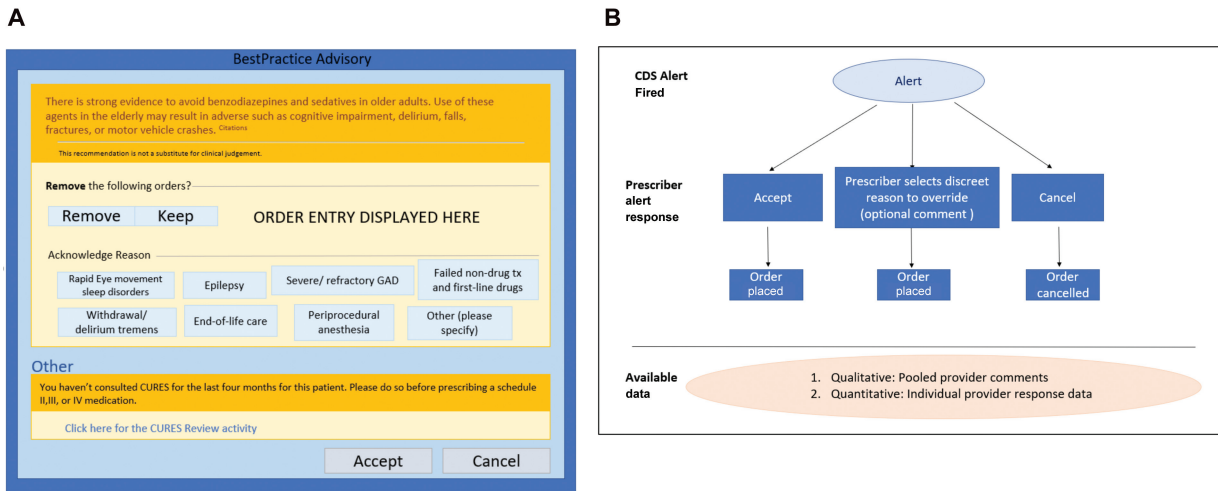 A
BestPractice Advisory
There is strong evidence to avoid benzodiazepines and sedatives in older adults. Use of these
agents in the elderly may result in adverse such as cognitive impairment, delirium, falls,
fractures, or motor vehicle crashes. Citations
This recommendation is not a substitute for clinical judgement.
Remove the following orders?
Remove Keep ORDER ENTRY DISPLAYED HERE
Acknowledge Reason
Rapid Eye movement
sleep disorders
Epilepsy
Severe/ refractory GAD
Failed non-drug tx
and first-line drugs
Withdrawal/
delirium tremens
End-of-life care
Periprocedural
anesthesia
Other (please
specify)
Other
You haven't consulted CURES for the last four months for this patient. Please do so before prescribing a schedule
II,III, or IV medication.
Click here for the CURES Review activity
Accept Cancel
B
CDS Alert
Fired
Alert
Prescriber
alert
response
Accept
Prescriber selects discreet
reason to override
(optional comment )
Cancel
Order
placed
Order
placed
Order
cancelled
Available
data
1. Qualitative: Pooled provider comments
2. Quantitative: Individual provider response data